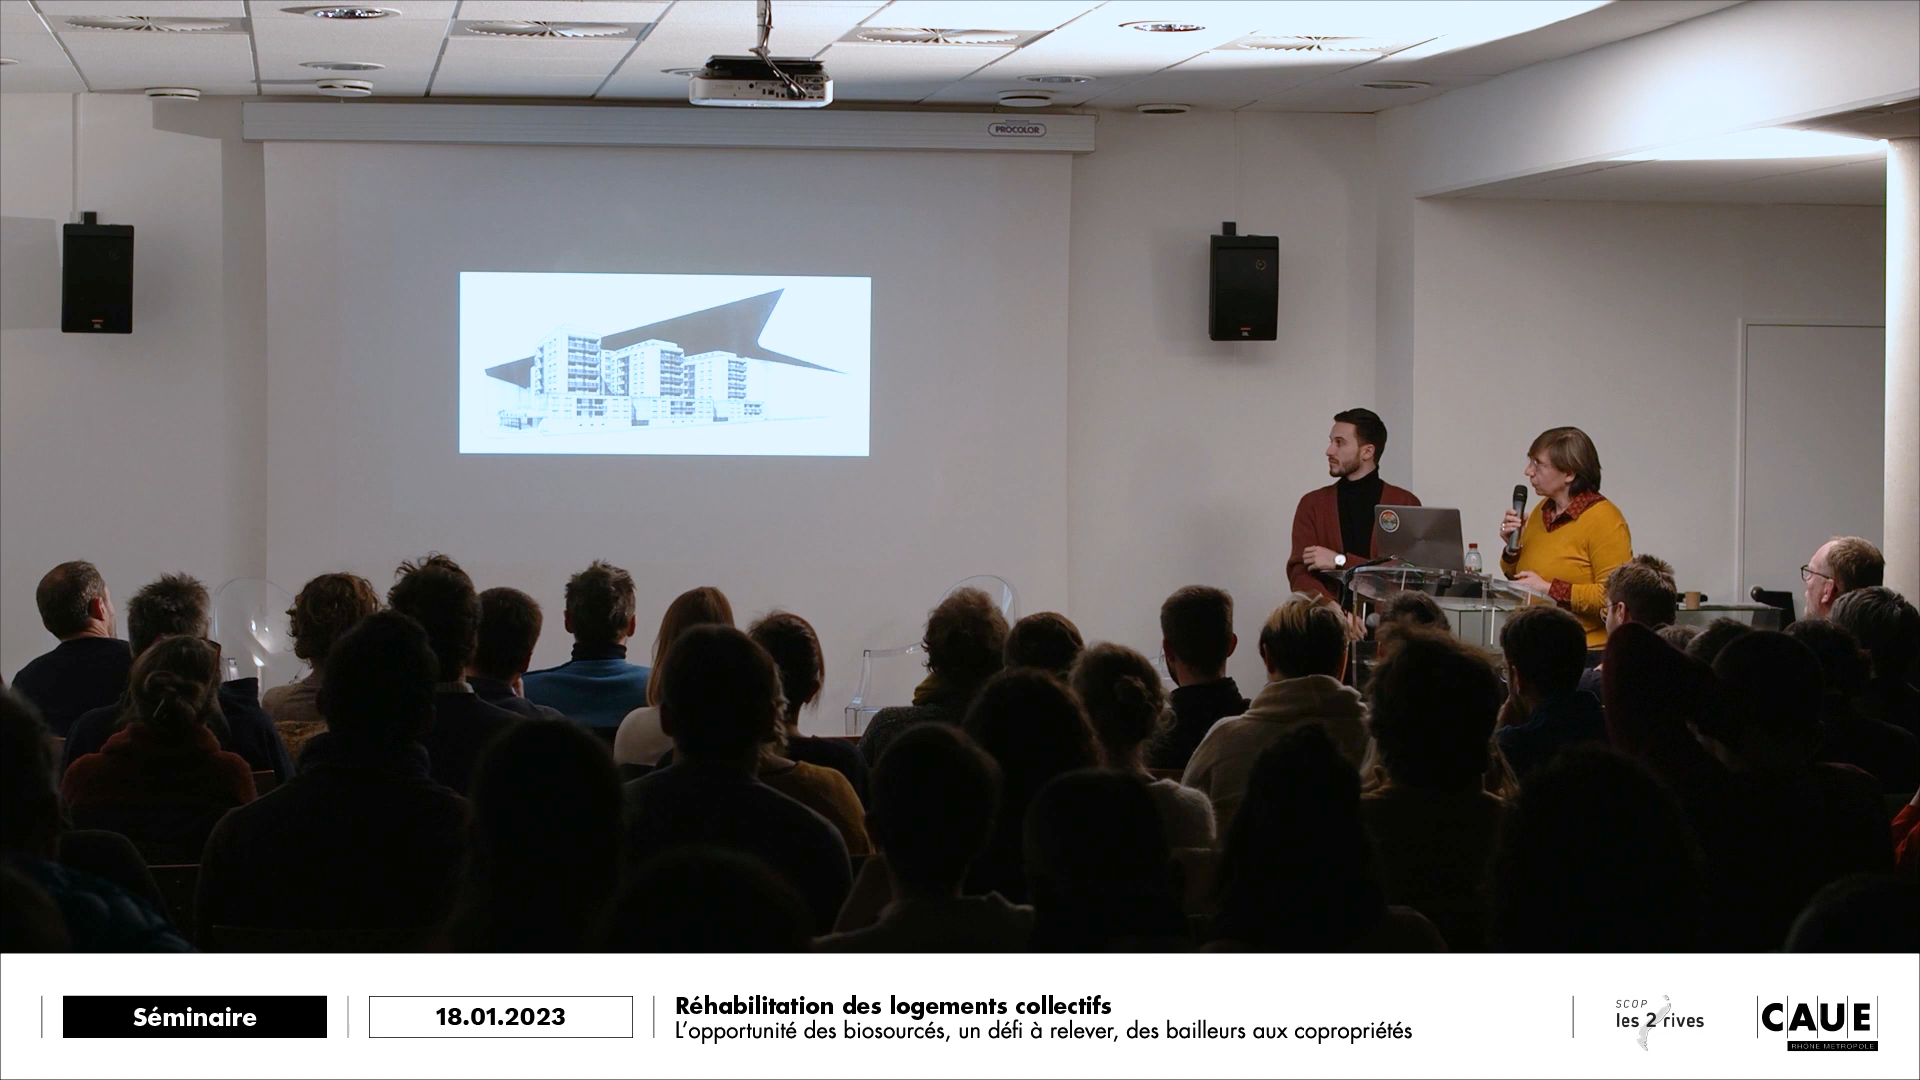 PROCOLOR
Séminaire
18.01.2023
Réhabilitation des logements collectifs
L'opportunité des biosourcés, un défi à relever, des bailleurs aux copropriétés
SCOP
les 2 rives
CAUE
RHÔNE METROPOLE